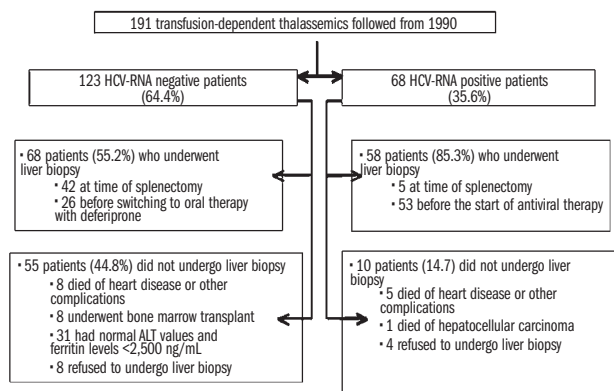 191 transfusion-dependent thalassemics followed from 1990
123 HCV-RNA negative patients
(64.4%)
68 HCV-RNA positive patients
(35.6%)
· 68 patients (55.2%) who underwent
liver biopsy
· 42 at time of splenectomy
· 26 before switching to oral therapy
with deferiprone
· 58 patients (85.3%) who underwent
liver biopsy
· 5 at time of splenectomy
· 53 before the start of antiviral therapy
· 55 patients (44.8%) did not undergo liver biopsy
· 8 died of heart disease or other
complications
· 8 underwent bone marrow transplant
· 31 had normal ALT values and
ferritin levels <2,500 ng/mL
· 8 refused to undergo liver biopsy
· 10 patients (14.7) did not undergo liver
biopsy
· 5 died of heart disease or other
complications
· 1 died of hepatocellular carcinoma
· 4 refused to undergo liver biopsy